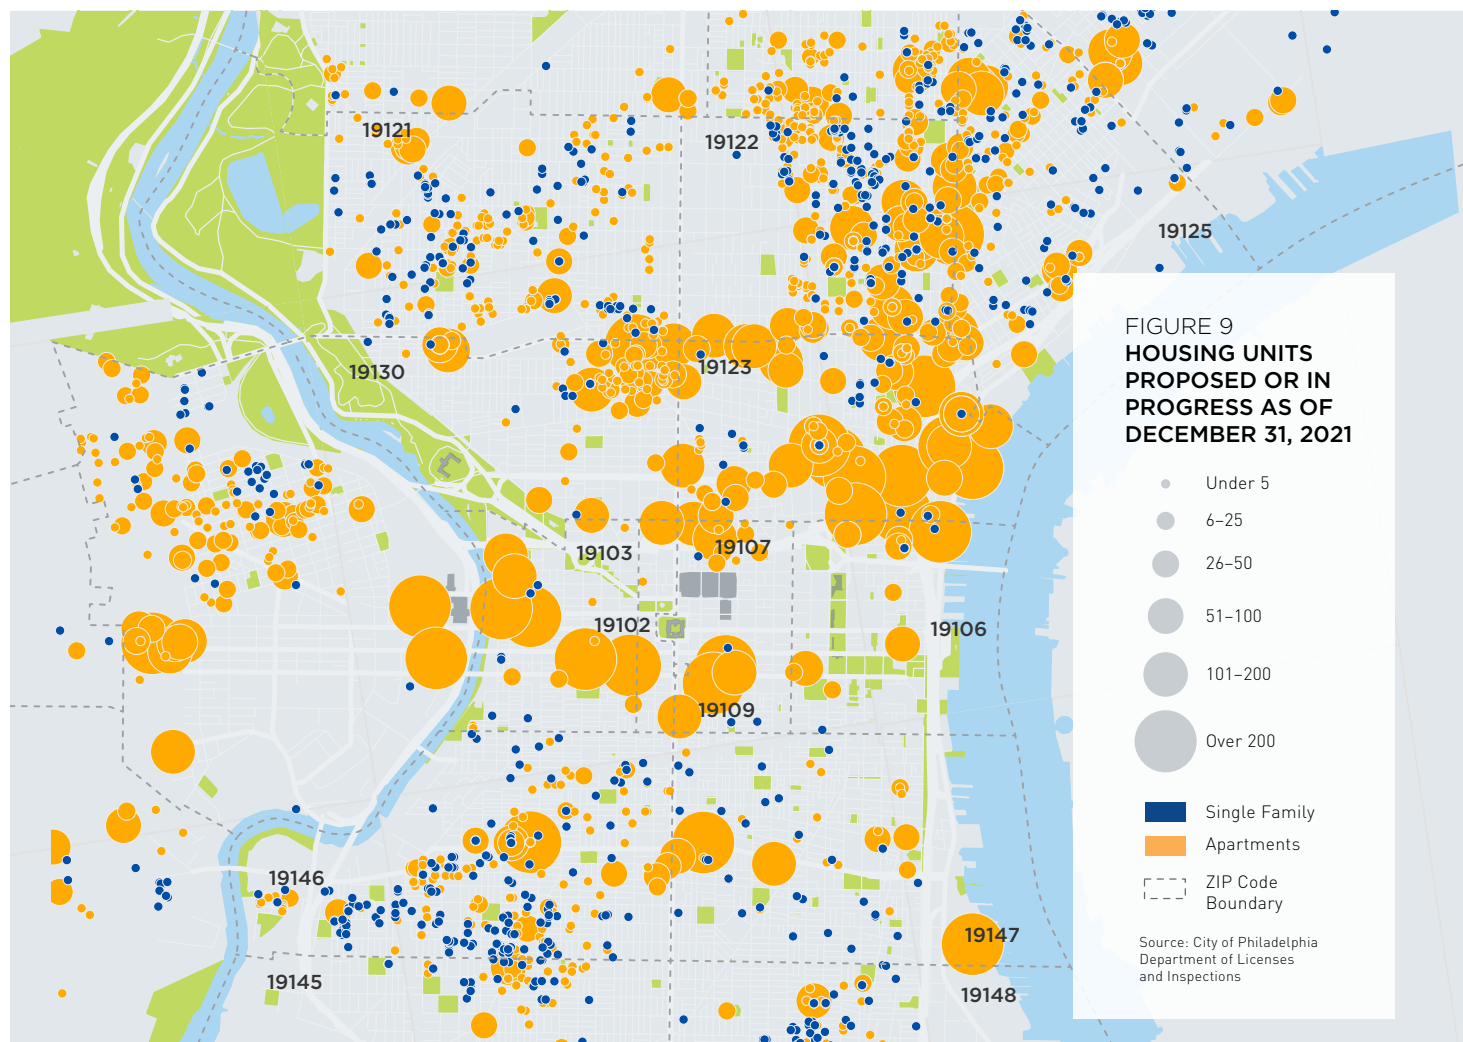 19121
19122
19125
19130
19123
19103
19107
19102
19106
19109
19146
19147
19145
19148
FIGURE 9
HOUSING UNITS
PROPOSED OR IN
PROGRESS AS OF
DECEMBER 31, 2021
Under 5
6–25
26–50
51–100
101–200
Over 200
Single Family
Apartments
ZIP Code
Boundary
Source: City of Philadelphia
Department of Licenses
and Inspections